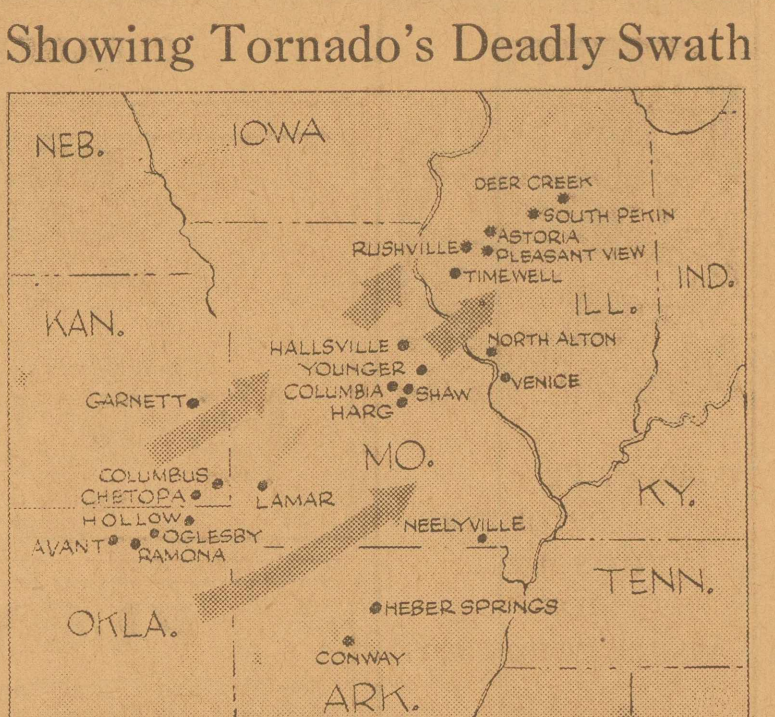 Showing Tornado's Deadly Swath
NEB.
IOWA
DEER CREEK
SOUTH PEKIN
ASTORIA
RUSHVILLE
PLEASANT VIEW
TIMEWELL
IND.
ILL.
KAN.
HALLSVILLE
NORTH ALTON
YOUNGER
VENICE
COLUMBIA
SHAW
GARNETT
HARG
MO.
COLUMBUS
CHETOPA
LAMAR
KY.
HOLLOW
NEELYVILLE
OGLESBY
AVANT
RAMONA
TENN.
HEBER SPRINGS
OKLA.
CONWAY
ARK.